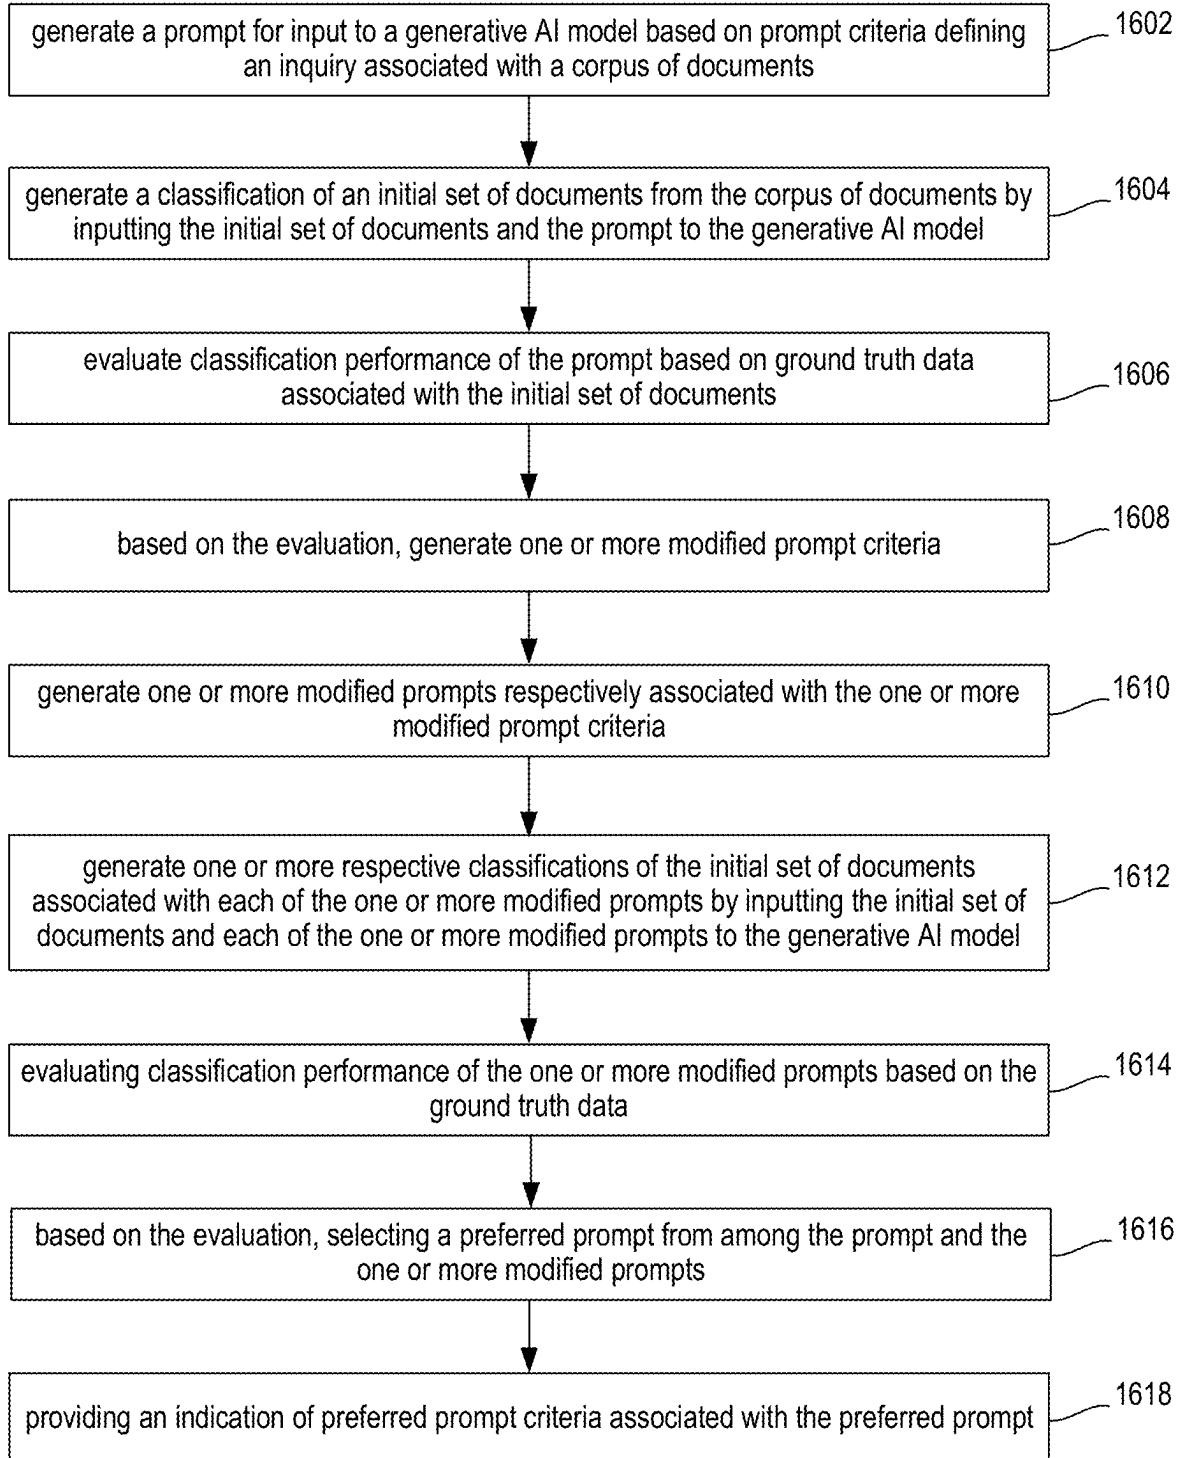 generate a prompt for input to a generative AI model based on prompt criteria defining
an inquiry associated with a corpus of documents
1602
generate a classification of an initial set of documents from the corpus of documents by
inputting the initial set of documents and the prompt to the generative AI model
1604
evaluate classification performance of the prompt based on ground truth data
associated with the initial set of documents
1606
based on the evaluation, generate one or more modified prompt criteria
1608
generate one or more modified prompts respectively associated with the one or more
modified prompt criteria
1610
generate one or more respective classifications of the initial set of documents
associated with each of the one or more modified prompts by inputting the initial set of
documents and each of the one or more modified prompts to the generative AI model
1612
evaluating classification performance of the one or more modified prompts based on the
ground truth data
1614
based on the evaluation, selecting a preferred prompt from among the prompt and the
one or more modified prompts
1616
providing an indication of preferred prompt criteria associated with the preferred prompt
1618